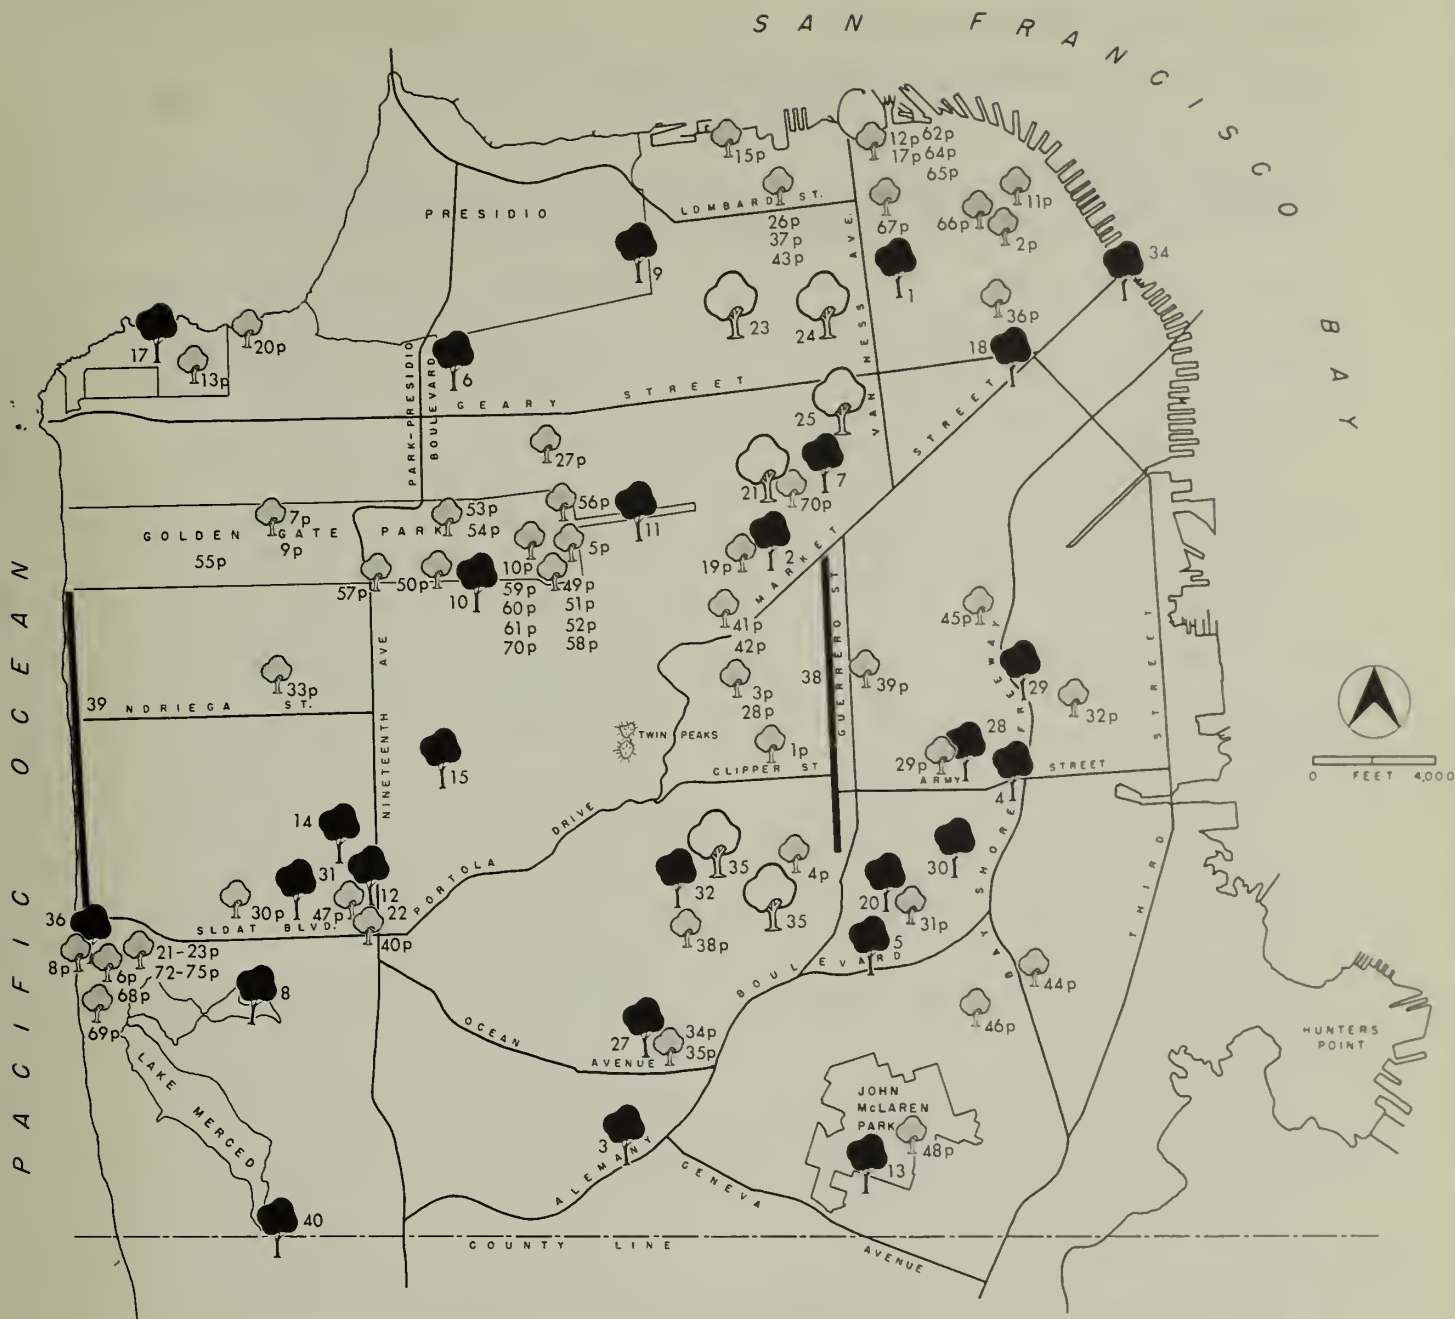 SAN FRANCISCO BAY
PACIFIC OCEAN
15p
12p 62p
17p 64p
65p
PRESIDIO
LOMBARD ST.
26p
37p
43p
67p
66p
11p
2p
34
9
1
23
24
VAN NESS AVE.
36p
17
20p
13p
18
6
PARK-PRESIDIO
BOULEVARD
GEARY STREET
25
27p
21
7
70p
MARKET STREET
7p
9p
GOLDEN GATE PARK
55p
53p
54p
56p
11
5p
10p
59p
60p
61p
70p
49p
51p
52p
58p
57p
50p
10
19p
2
41p
42p
45p
33p
39
NORIEGA ST.
NINETEENTH AVE
3p
28p
38
GUERRERO ST.
39p
29
32p
FREEWAY
THIRD STREET
15
TWIN PEAKS
1p
CLIPPER ST
28
29p
ARMY STREET
4
0 FEET 4,000
14
PORTOLA DRIVE
31
12
30p
47p
22
40p
SLOAT BLVD.
32
35
4p
35
38p
20
30
31p
5
BAYSHORE
BOULEVARD
36
8p
6p
68p
21-23p
72-75p
69p
8
44p
46p
27
34p
35p
OCEAN AVENUE
HUNTERS
POINT
LAKE MERCED
JOHN
McLAREN
PARK
48p
13
3
ALEMANY
GENEVA AVENUE
40
COUNTY LINE